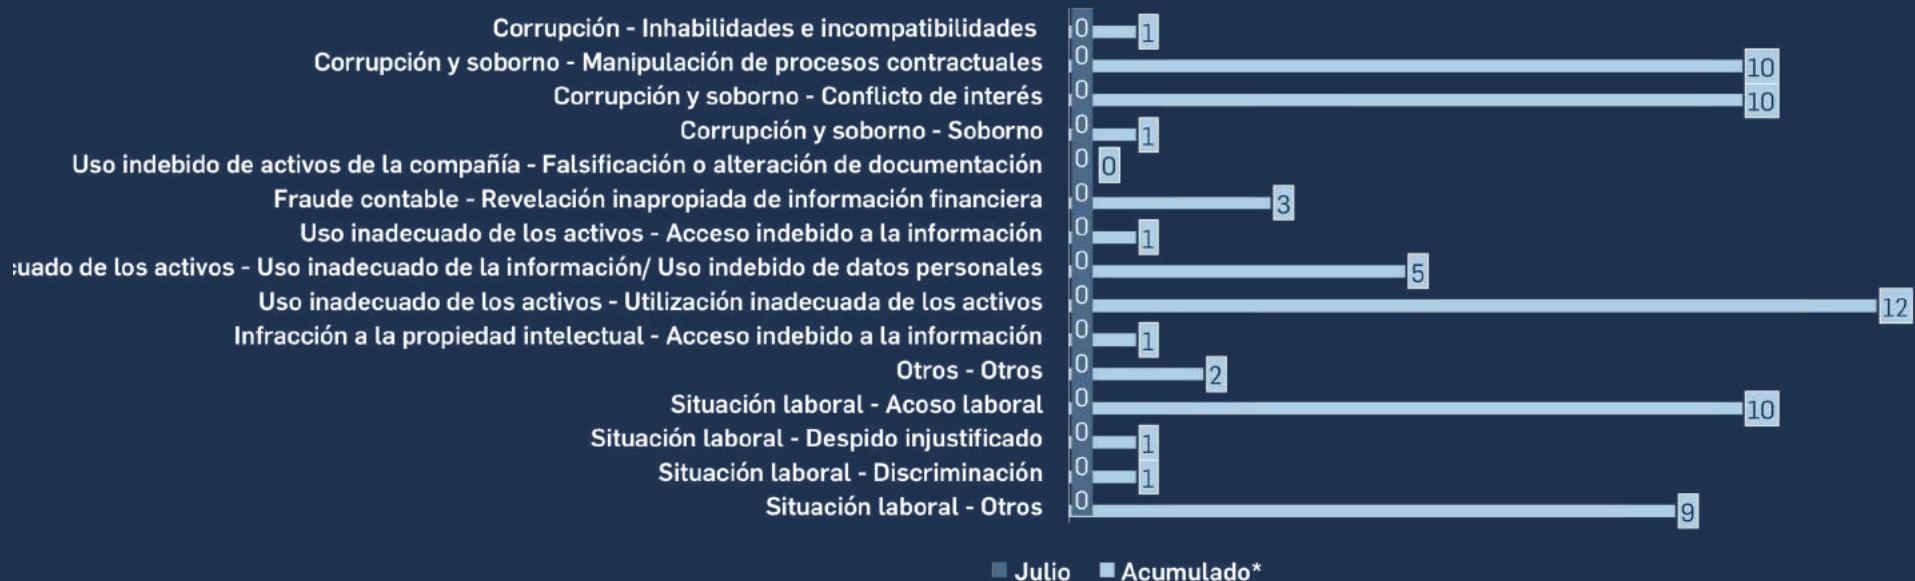 Corrupción - Inhabilidades e incompatibilidades 0 1
Corrupción y soborno - Manipulación de procesos contractuales 0 10
Corrupción y soborno - Conflicto de interés 0 10
Corrupción y soborno - Soborno 0 1
Uso indebido de activos de la compañía - Falsificación o alteración de documentación 0 0
Fraude contable - Revelación inapropiada de información financiera 0 3
Uso inadecuado de los activos - Acceso indebido a la información 0 1
cuado de los activos - Uso inadecuado de la información/ Uso indebido de datos personales 0 5
Uso inadecuado de los activos - Utilización inadecuada de los activos 0 12
Infracción a la propiedad intelectual - Acceso indebido a la información 0 1
Otros - Otros 0 2
Situación laboral - Acoso laboral 0 10
Situación laboral - Despido injustificado 0 1
Situación laboral - Discriminación 0 1
Situación laboral - Otros 0 9
Julio Acumulado*